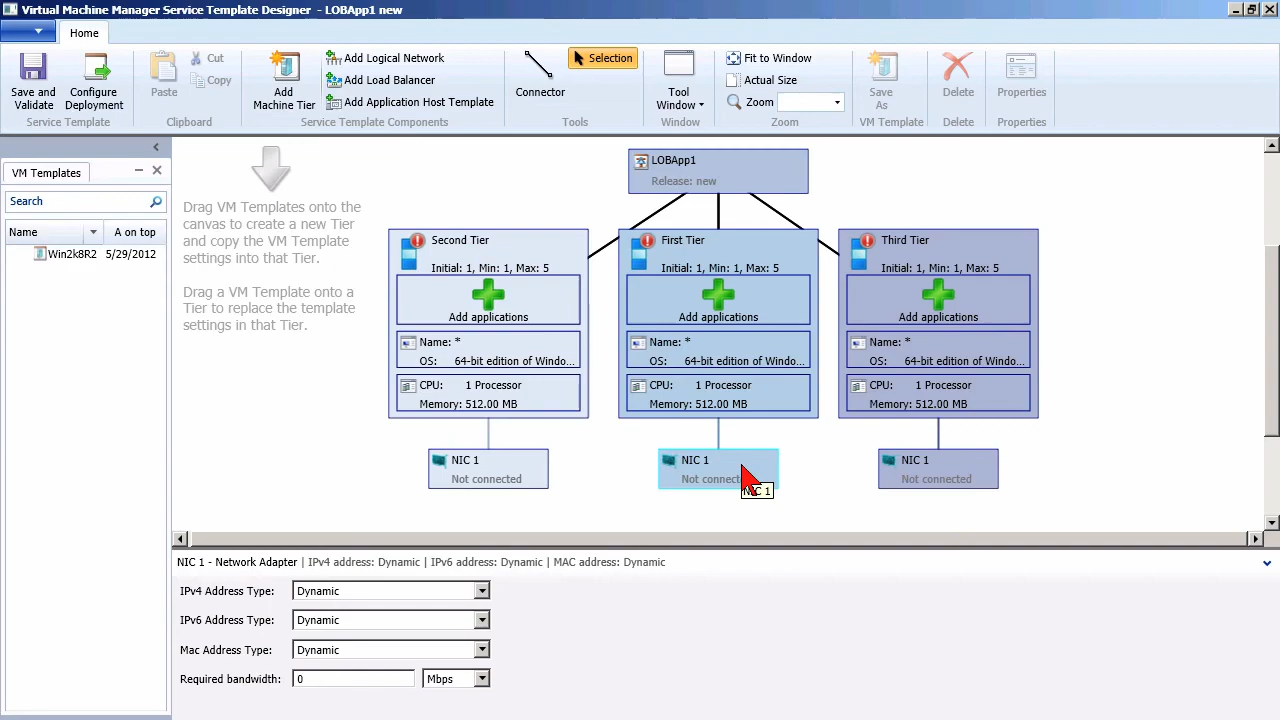 Virtual Machine Manager Service Template Designer - LOBApp1 new
Home
Save and Validate
Configure Deployment
Service Template
Paste
Cut
Copy
Clipboard
Add Machine Tier
Add Logical Network
Add Load Balancer
Add Application Host Template
Service Template Components
Connector
Selection
Tools
Tool Window
Window
Fit to Window
Actual Size
Zoom
Zoom
Save As
VM Template
Delete
Delete
Properties
Properties
VM Templates
Search
Name
A on top
Win2k8R2 5/29/2012
Drag VM Templates onto the
canvas to create a new Tier
and copy the VM Template
settings into that Tier.
Drag a VM Template onto a
Tier to replace the template
settings in that Tier.
LOBApp1
Release: new
Second Tier
Initial: 1, Min: 1, Max: 5
Add applications
Name: *
OS: 64-bit edition of Windo...
CPU: 1 Processor
Memory: 512.00 MB
NIC 1
Not connected
First Tier
Initial: 1, Min: 1, Max: 5
Add applications
Name: *
OS: 64-bit edition of Windo...
CPU: 1 Processor
Memory: 512.00 MB
NIC 1
Not connect
NIC 1
Third Tier
Initial: 1, Min: 1, Max: 5
Add applications
Name: *
OS: 64-bit edition of Windo...
CPU: 1 Processor
Memory: 512.00 MB
NIC 1
Not connected
NIC 1 - Network Adapter | IPv4 address: Dynamic | IPv6 address: Dynamic | MAC address: Dynamic
IPv4 Address Type: Dynamic
IPv6 Address Type: Dynamic
Mac Address Type: Dynamic
Required bandwidth: 0 Mbps